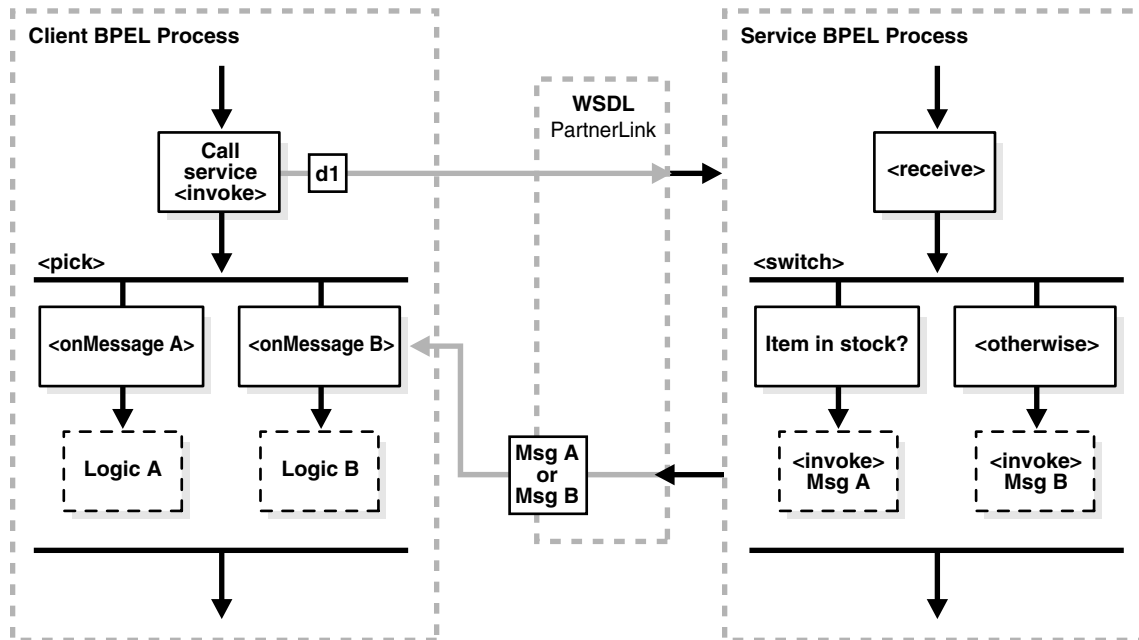 Client BPEL Process
Service BPEL Process
WSDL
PartnerLink
Call
service
<invoke>
d1
<receive>
<pick>
<switch>
<onMessage A>
<onMessage B>
Item in stock?
<otherwise>
Logic A
Logic B
Msg A
or
Msg B
<invoke>
Msg A
<invoke>
Msg B